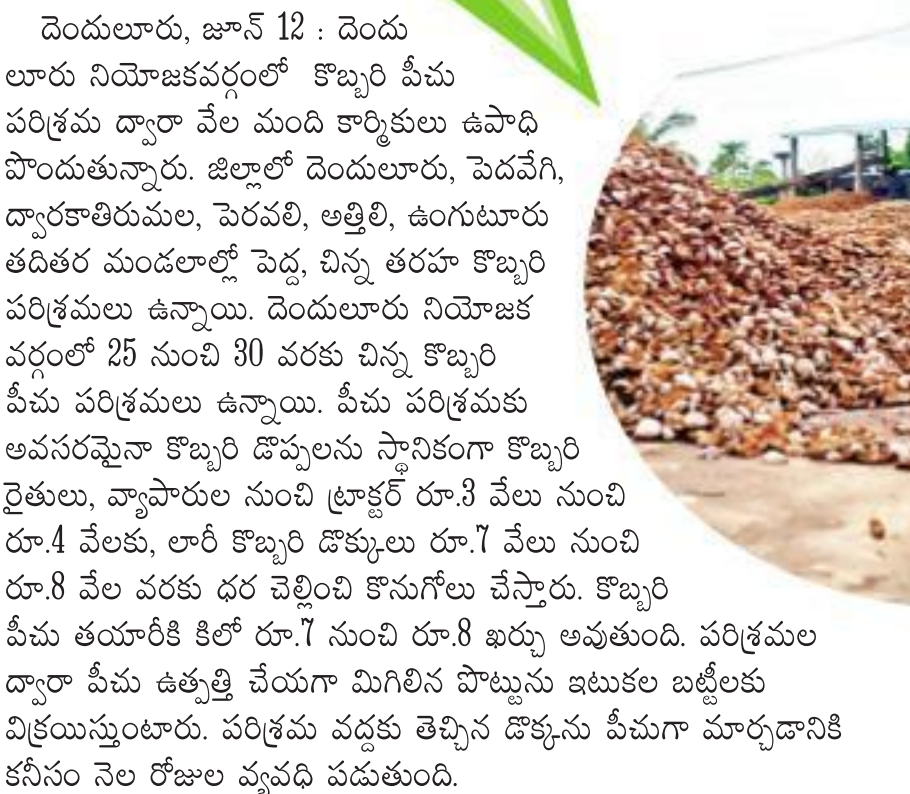 దెందులూరు, జూన్ 12 : దెందు
లూరు నియోజకవర్గంలో కొబ్బరి పీచు
పరిశ్రమ ద్వారా వేల మంది కార్మికులు ఉపాధి
పొందుతున్నారు. జిల్లాలో దెందులూరు, పెదవేగి,
ద్వారకాతిరుమల, పెరవలి, అత్తిలి, ఉంగుటూరు
తదితర మండలాల్లో పెద్ద, చిన్న తరహ కొబ్బరి
పరిశ్రమలు ఉన్నాయి. దెందులూరు నియోజక
వర్గంలో 25 నుంచి 30 వరకు చిన్న కొబ్బరి
పీచు పరిశ్రమలు ఉన్నాయి. పీచు పరిశ్రమకు
అవసరమైనా కొబ్బరి డొప్పలను స్థానికంగా కొబ్బరి
రైతులు, వ్యాపారుల నుంచి ట్రాక్టర్ రూ.3 వేలు నుంచి
రూ.4 వేలకు, లారీ కొబ్బరి డొక్కులు రూ.7 వేలు నుంచి
రూ.8 వేల వరకు ధర చెల్లించి కొనుగోలు చేస్తారు. కొబ్బరి
పీచు తయారీకి కిలో రూ.7 నుంచి రూ.8 ఖర్చు అవుతుంది. పరిశ్రమల
ద్వారా పీచు ఉత్పత్తి చేయగా మిగిలిన పొట్టును ఇటుకల బట్టీలకు
విక్రయిస్తుంటారు. పరిశ్రమ వద్దకు తెచ్చిన డొక్కను పీచుగా మార్చడానికి
కనీసం నెల రోజుల వ్యవధి పడుతుంది.